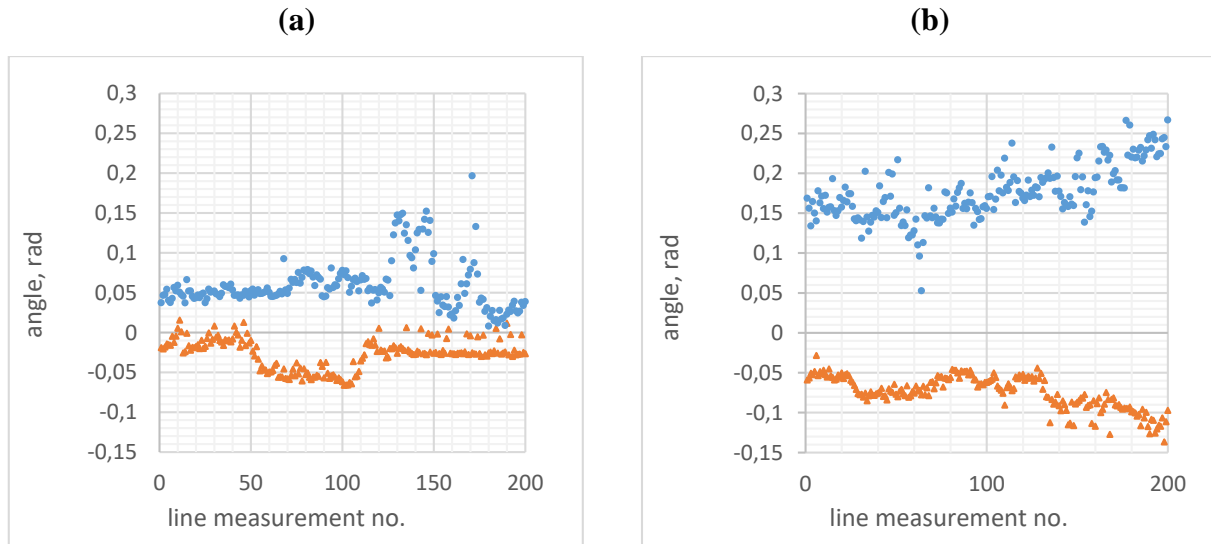 (a)
(b)
angle, rad
0,3
0,25
0,2
0,15
0,1
0,05
0
-0,05
-0,1
-0,15
0 50 100 150 200
line measurement no.
angle, rad
0,3
0,25
0,2
0,15
0,1
0,05
0
-0,05
-0,1
-0,15
0 100 200
line measurement no.